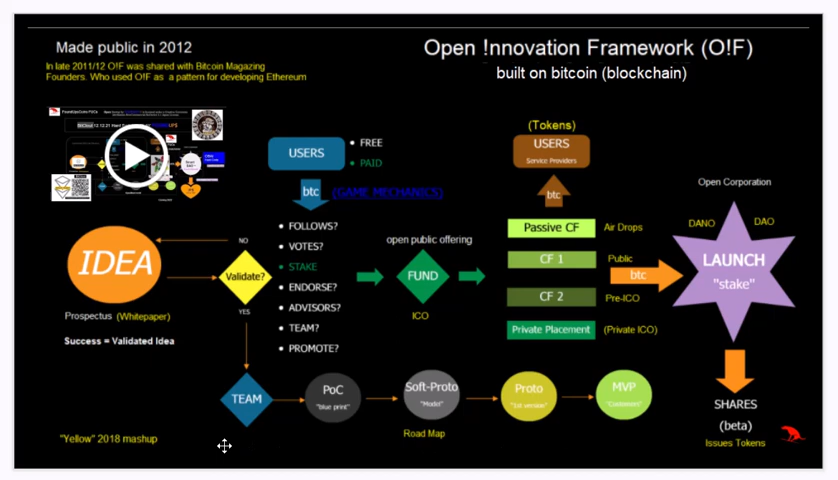 Made public in 2012
In late 2011/12 O!F was shared with Bitcoin Magazing
Founders. Who used O!F as a pattern for developing Ethereum
Open !nnovation Framework (O!F)
built on bitcoin (blockchain)
USERS
FREE
PAID
btc
(GAME MECHANICS)
(Tokens)
USERS
Service Providers
btc
IDEA
NO
Validate?
YES
Prospectus (Whitepaper)
Success = Validated Idea
FOLLOWS?
VOTES?
STAKE
ENDORSE?
ADVISORS?
TEAM?
PROMOTE?
open public offering
FUND
ICO
Passive CF
Air Drops
CF 1
Public
CF 2
Pre-ICO
Private Placement
(Private ICO)
btc
Open Corporation
DANO
DAO
LAUNCH
"stake"
TEAM
PoC
"blue print"
Soft-Proto
"Model"
Proto
"1st version"
MVP
"Customers"
Road Map
SHARES
(beta)
Issues Tokens
"Yellow" 2018 mashup